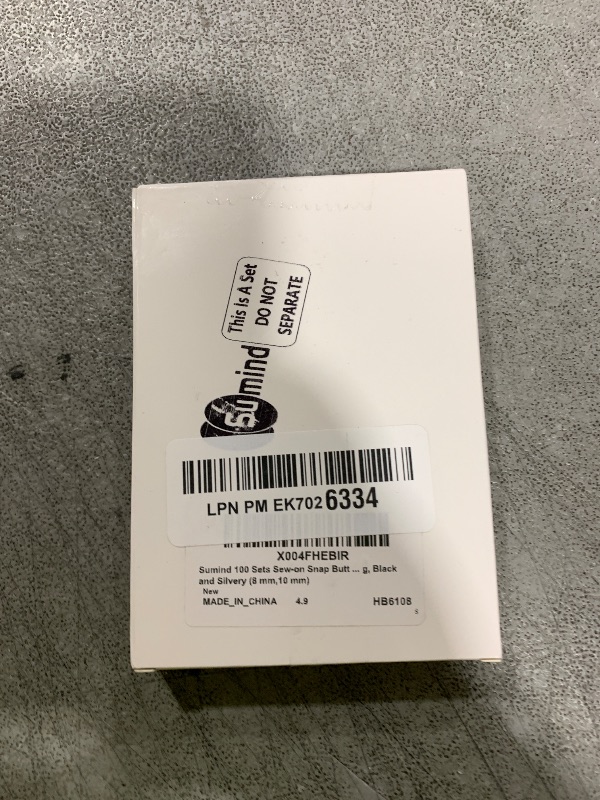 This Is A Set
DO NOT
SEPARATE
Sumind
LPN PM EK702 6334
X004FHEBIR
Sumind 100 Sets Sew-on Snap Butt ... g, Black
and Silvery (8 mm,10 mm)
New
MADE_IN_CHINA 4.9 HB6108